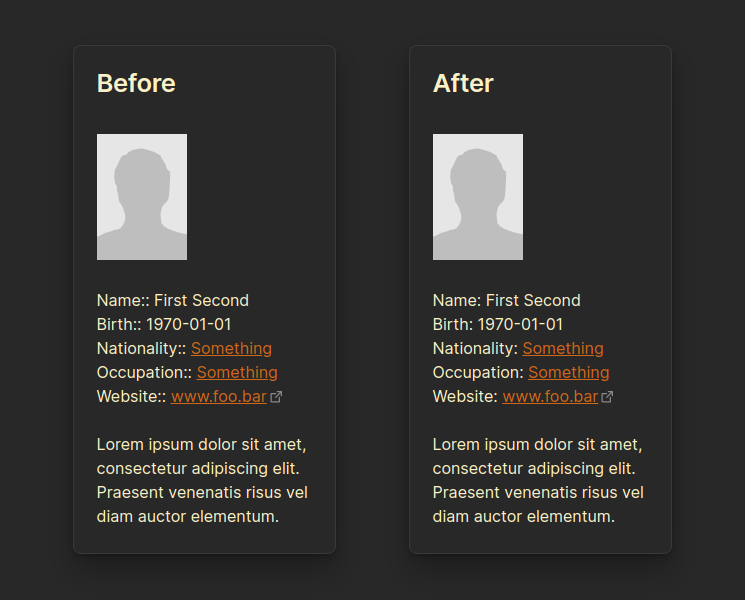 Before
Name:: First Second
Birth:: 1970-01-01
Nationality:: Something
Occupation:: Something
Website:: www.foo.bar
Lorem ipsum dolor sit amet,
consectetur adipiscing elit.
Praesent venenatis risus vel
diam auctor elementum.
After
Name: First Second
Birth: 1970-01-01
Nationality: Something
Occupation: Something
Website: www.foo.bar
Lorem ipsum dolor sit amet,
consectetur adipiscing elit.
Praesent venenatis risus vel
diam auctor elementum.